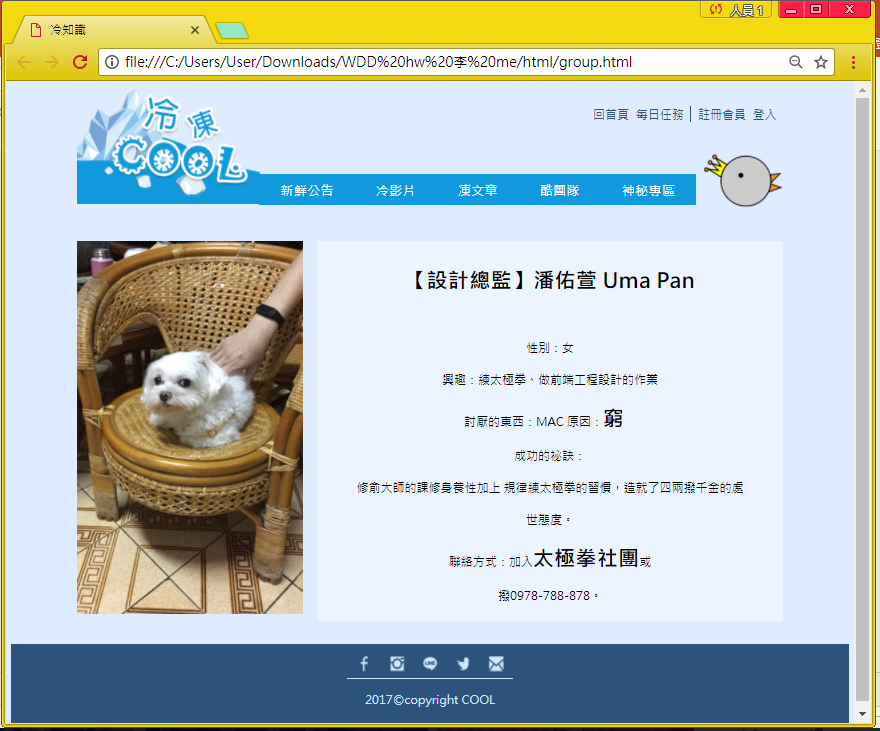 人員 1
冷知識
file:///C:/Users/User/Downloads/WDD%20hw%20李%20me/html/group.html
冷凍
COOL
回首頁 每日任務 | 註冊會員 登入
新鮮公告 冷影片 凍文章 酷團隊 神秘專區
【設計總監】潘佑萱 Uma Pan
性別：女
興趣：練太極拳、做前端工程設計的作業
討厭的東西：MAC 原因：窮
成功的祕訣：
修俞大師的課修身養性加上 規律練太極拳的習慣，造就了四兩撥千金的處
世態度。
聯絡方式：加入太極拳社團或
撥0978-788-878。
LINE
2017©copyright COOL